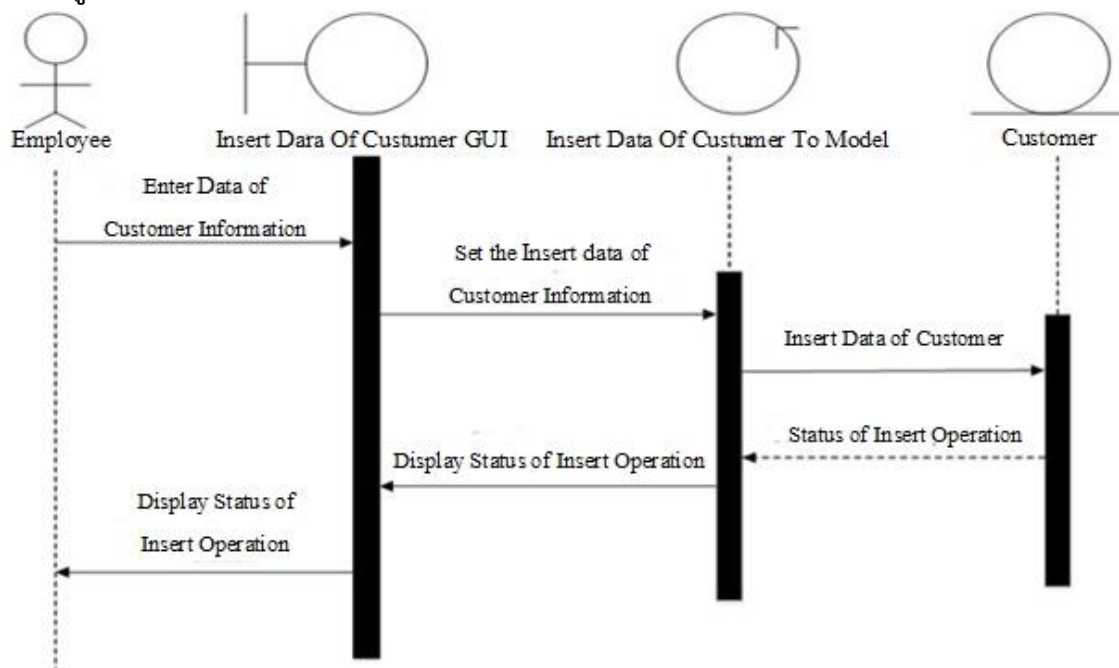 Employee
Insert Dara Of Custumer GUI
Insert Data Of Custumer To Model
Customer
Enter Data of
Customer Information
Set the Insert data of
Customer Information
Insert Data of Customer
Status of Insert Operation
Display Status of Insert Operation
Display Status of
Insert Operation